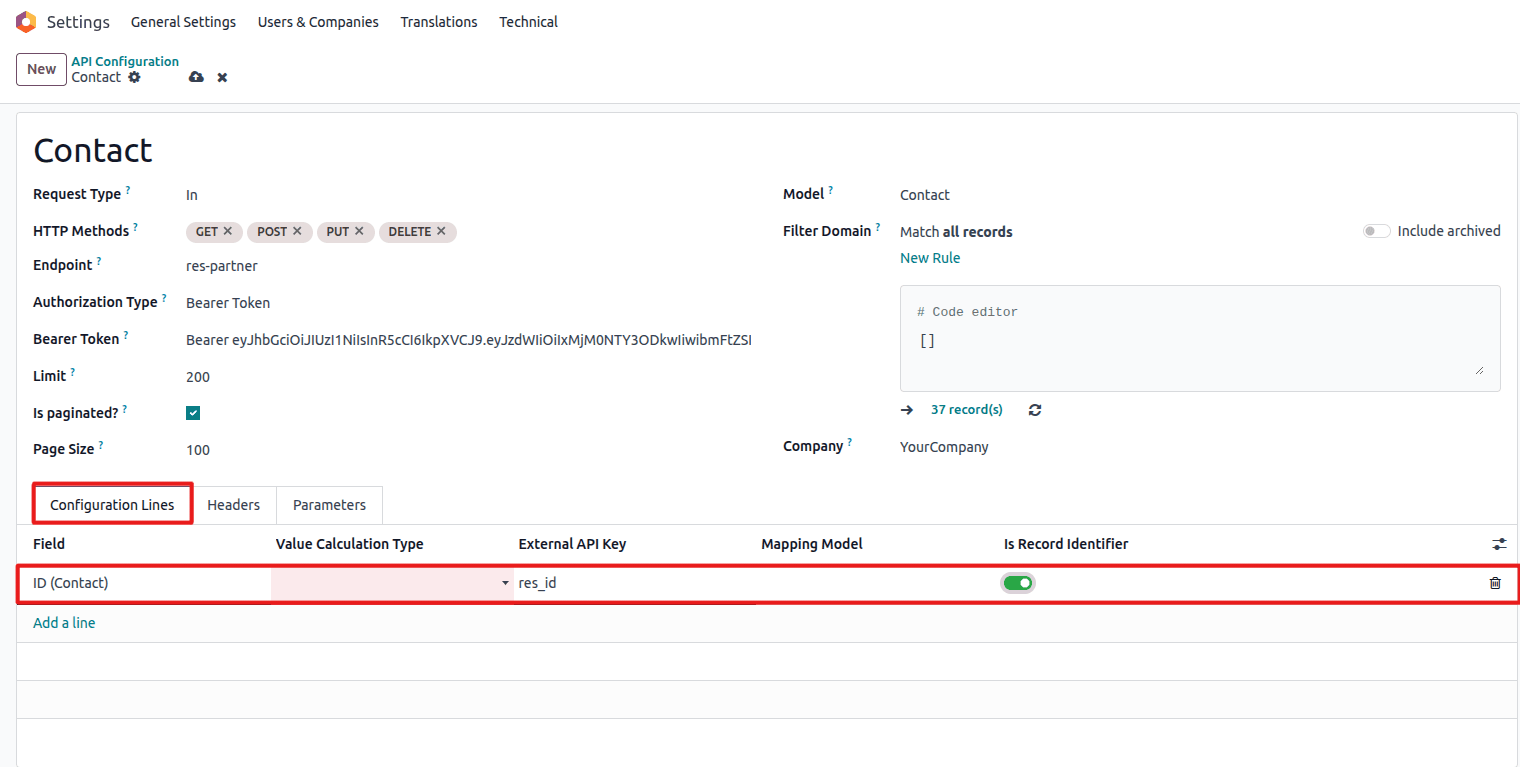 Settings General Settings Users & Companies Translations Technical
New API Configuration
Contact
Contact
Request Type ? In
Model ? Contact
HTTP Methods ? GET POST PUT DELETE
Filter Domain ? Match all records Include archived
New Rule
Endpoint ? res-partner
# Code editor
[]
Authorization Type ? Bearer Token
Bearer Token ? Bearer eyJhbGciOiJIUzI1NiIsInR5cCI6IkpXVCJ9.eyJzdWIiOiIxMjM0NTY3ODkwIiwibmFtZSI
Limit ? 200
Is paginated? ?
37 record(s)
Page Size ? 100
Company ? YourCompany
Configuration Lines Headers Parameters
Field Value Calculation Type External API Key Mapping Model Is Record Identifier
ID (Contact) res_id
Add a line